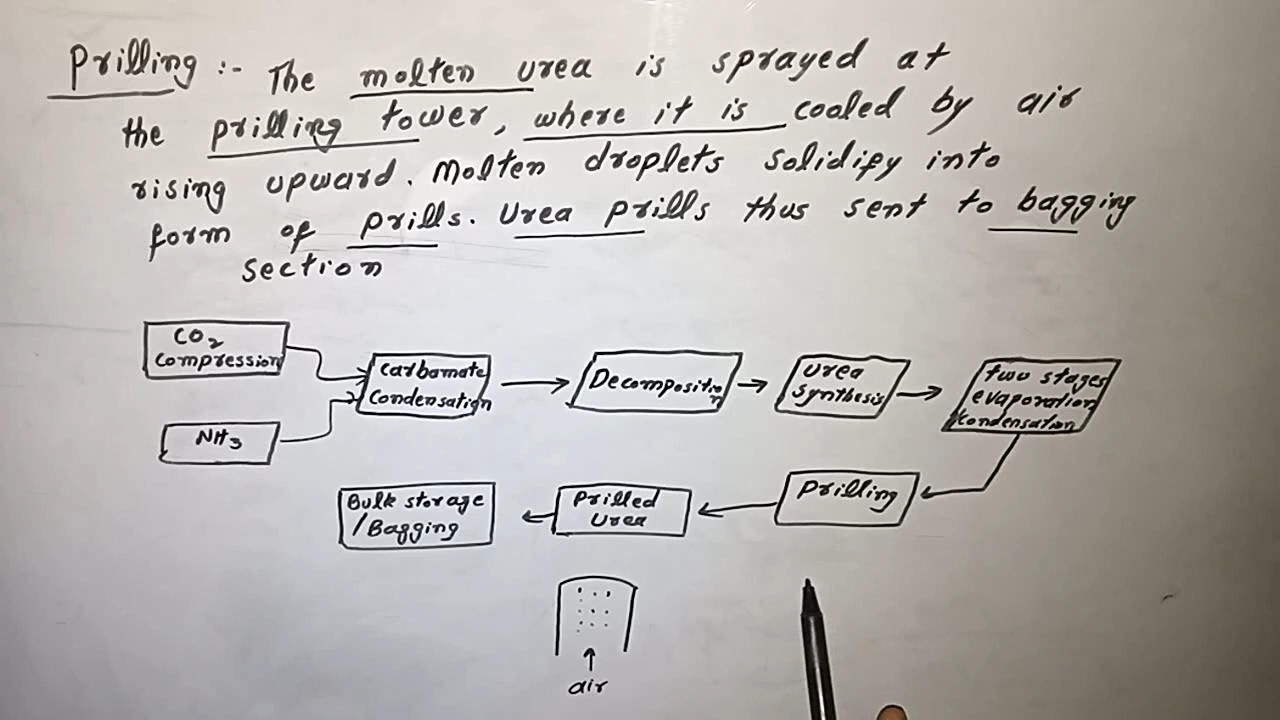 Prilling :- The molten urea is sprayed at
the prilling tower, where it is cooled by air
rising upward. Molten droplets solidify into
form of prills. Urea prills thus sent to bagging
section
CO2
Compression
NH3
Carbamate
Condensation
Decomposition
Urea
Synthesis
two stages
evaporation
/Condensation
Prilling
Prilled
Urea
Bulk storage
/Bagging
air